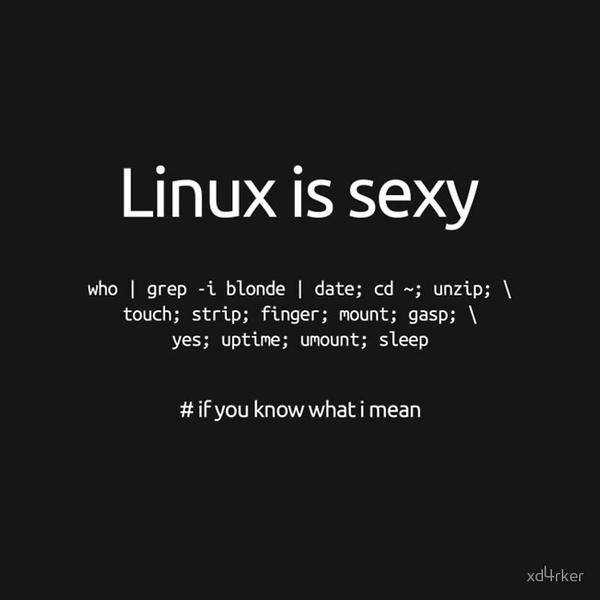 Linux is sexy
who | grep -i blonde | date; cd ~; unzip; \
touch; strip; finger; mount; gasp; \
yes; uptime; umount; sleep
# if you know what i mean
xd4rker